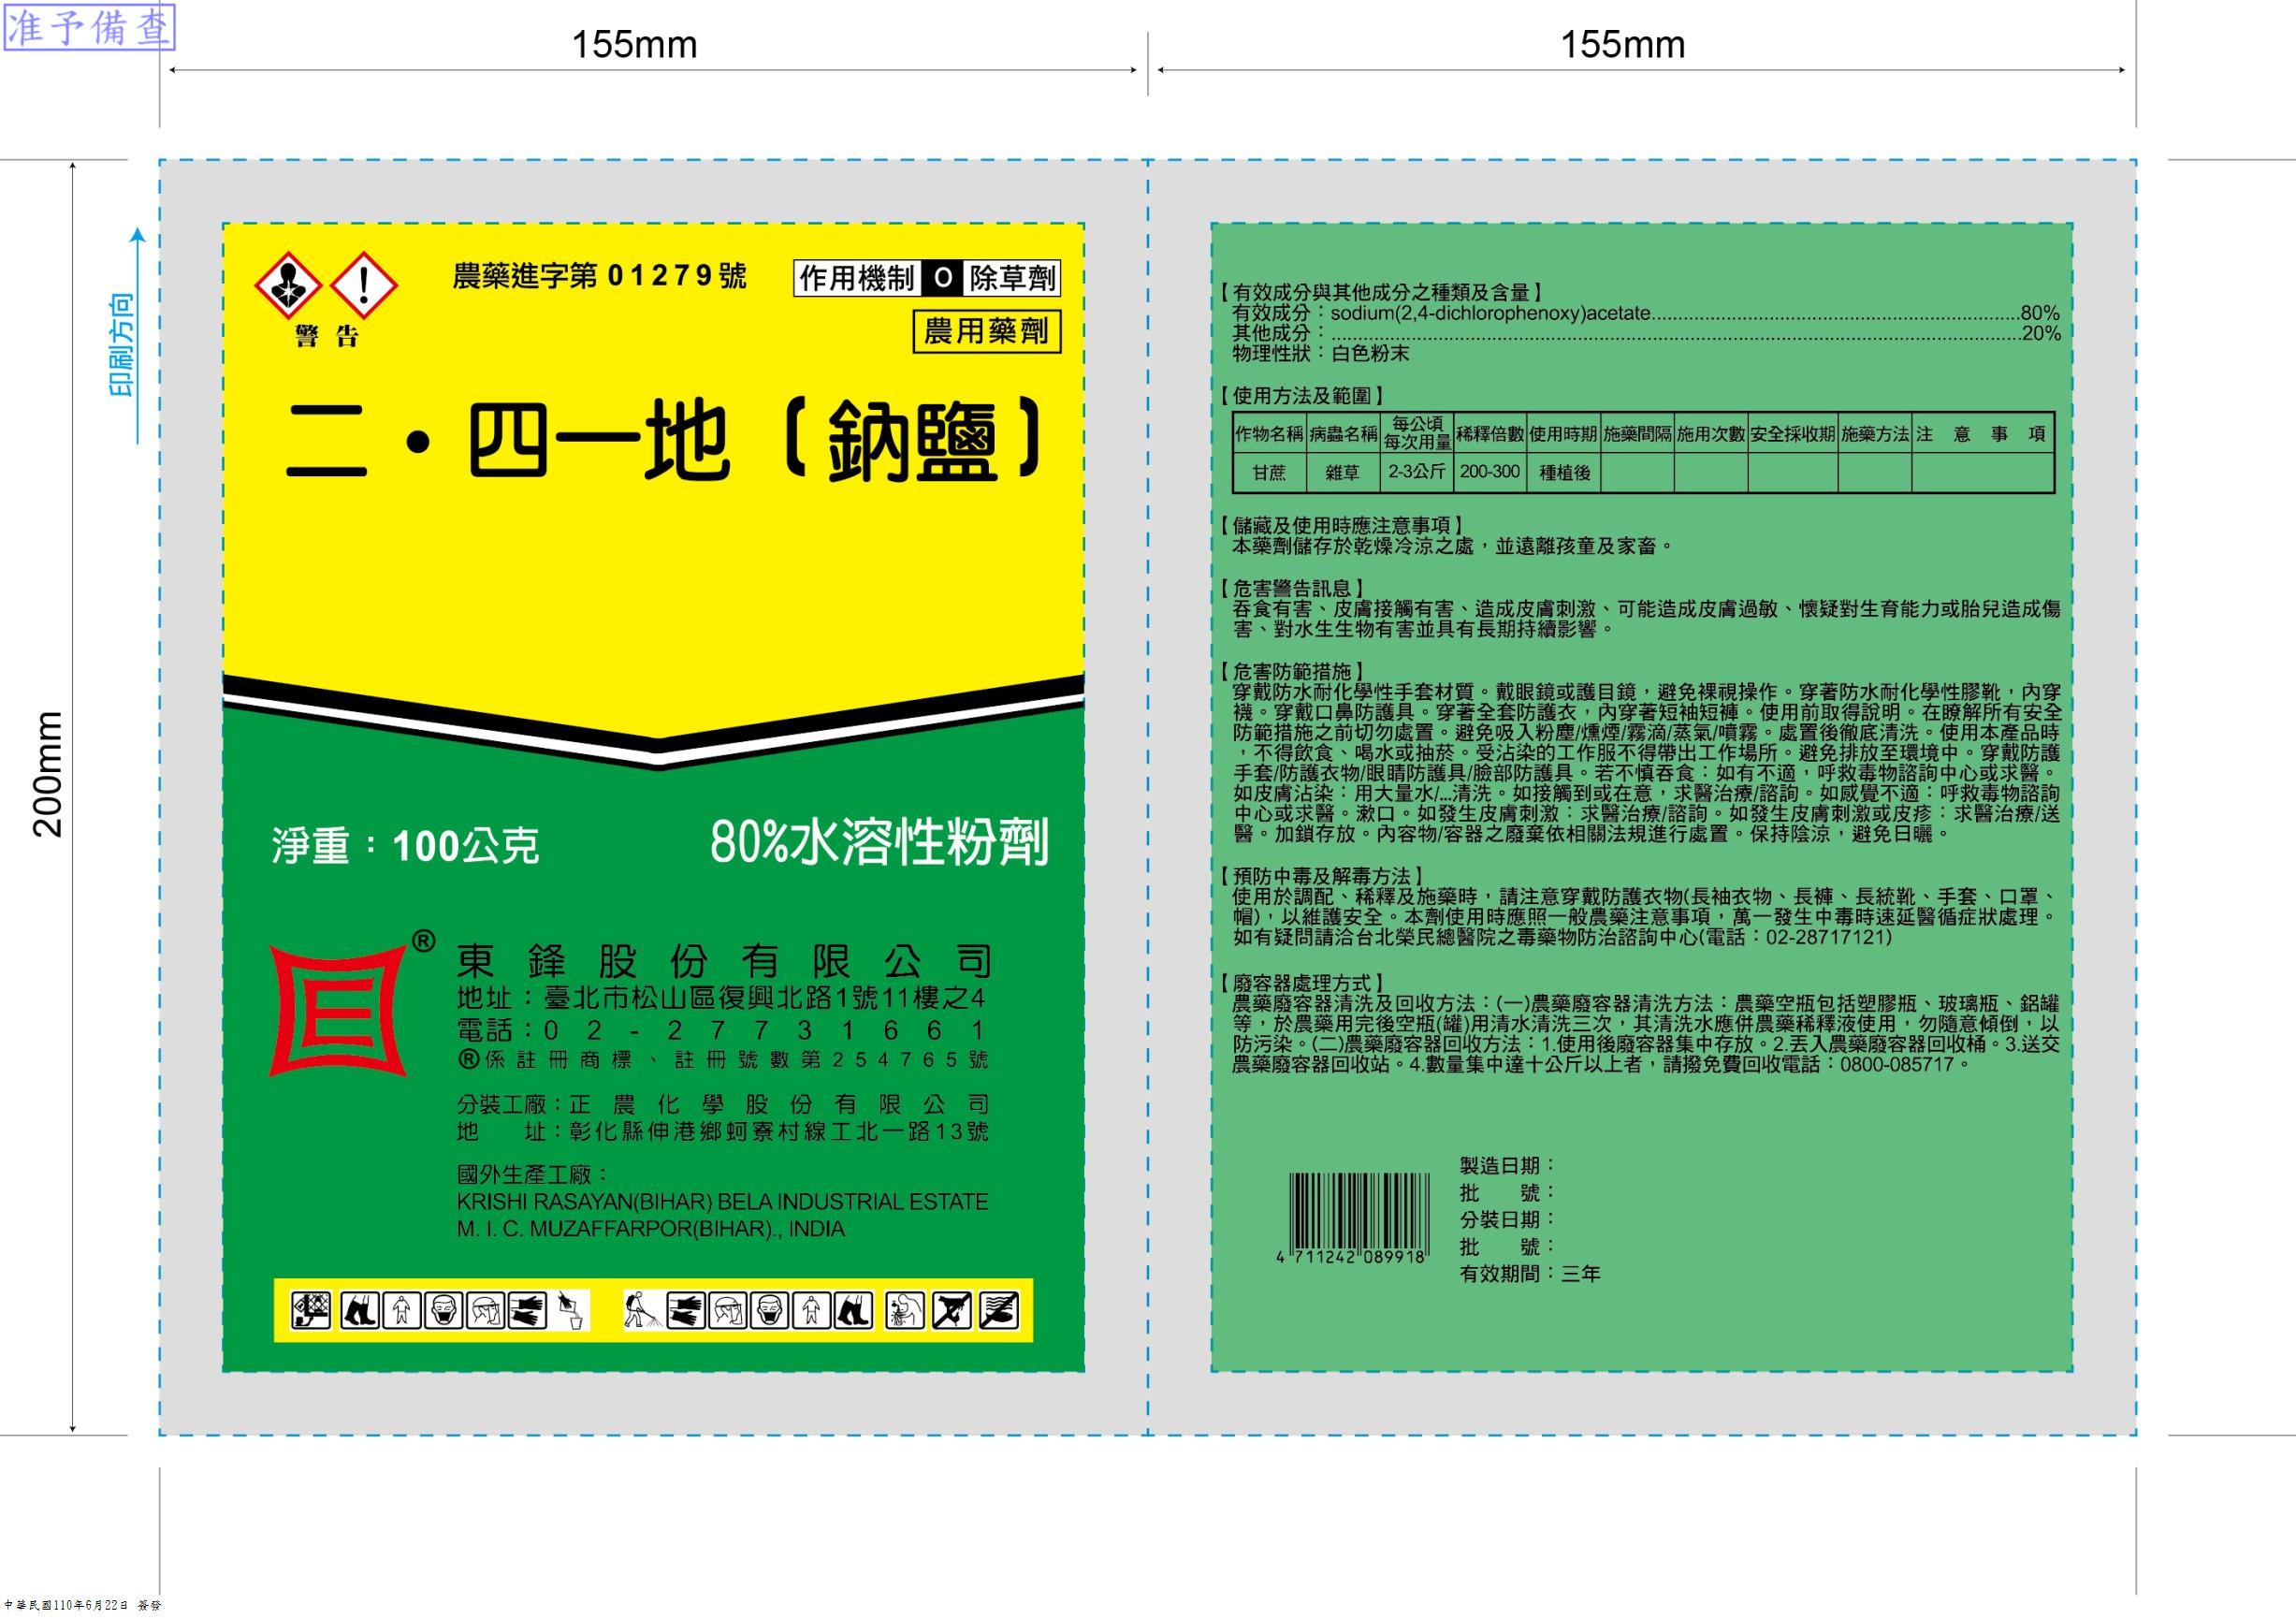 准予備查
155mm
155mm
200mm
印刷方向
農藥進字第01279號
作用機制 O 除草劑
警告
農用藥劑
二・四一地〔鈉鹽〕
淨重：100公克
80%水溶性粉劑
®
東鋒股份有限公司
地址：臺北市松山區復興北路1號11樓之4
電話：02-27731661
®係註冊商標、註冊號數第254765號
分裝工廠：正農化學股份有限公司
地　　址：彰化縣伸港鄉蚵寮村線工北一路13號
國外生產工廠：
KRISHI RASAYAN(BIHAR) BELA INDUSTRIAL ESTATE
M. I. C. MUZAFFARPOR(BIHAR)., INDIA
【有效成分與其他成分之種類及含量】
有效成分：sodium(2,4-dichlorophenoxy)acetate........80%
其他成分：........20%
物理性狀：白色粉末
【使用方法及範圍】
作物名稱 病蟲名稱 每公頃每次用量 稀釋倍數 使用時期 施藥間隔 施用次數 安全採收期 施藥方法 注意事項
甘蔗 雜草 2-3公斤 200-300 種植後
【儲藏及使用時應注意事項】
本藥劑儲存於乾燥冷涼之處，並遠離孩童及家畜。
【危害警告訊息】
吞食有害、皮膚接觸有害、造成皮膚刺激、可能造成皮膚過敏、懷疑對生育能力或胎兒造成傷
害、對水生生物有害並具有長期持續影響。
【危害防範措施】
穿戴防水耐化學性手套材質。戴眼鏡或護目鏡，避免裸視操作。穿著防水耐化學性膠靴，內穿
襪。穿戴口鼻防護具。穿著全套防護衣，內穿著短袖短褲。使用前取得說明。在瞭解所有安全
防範措施之前切勿處置。避免吸入粉塵/燻煙/霧滴/蒸氣/噴霧。處置後徹底清洗。使用本產品時
，不得飲食、喝水或抽菸。受沾染的工作服不得帶出工作場所。避免排放至環境中。穿戴防護
手套/防護衣物/眼睛防護具/臉部防護具。若不慎吞食：如有不適，呼救毒物諮詢中心或求醫。
如皮膚沾染：用大量水/...清洗。如接觸到或在意，求醫治療/諮詢。如感覺不適：呼救毒物諮詢
中心或求醫。漱口。如發生皮膚刺激：求醫治療/諮詢。如發生皮膚刺激或皮疹：求醫治療/送
醫。加鎖存放。內容物/容器之廢棄依相關法規進行處置。保持陰涼，避免日曬。
【預防中毒及解毒方法】
使用於調配、稀釋及施藥時，請注意穿戴防護衣物(長袖衣物、長褲、長統靴、手套、口罩、
帽)，以維護安全。本劑使用時應照一般農藥注意事項，萬一發生中毒時速延醫循症狀處理。
如有疑問請洽台北榮民總醫院之毒藥物防治諮詢中心(電話：02-28717121)
【廢容器處理方式】
農藥廢容器清洗及回收方法：(一)農藥廢容器清洗方法：農藥空瓶包括塑膠瓶、玻璃瓶、鋁罐
等，於農藥用完後空瓶(罐)用清水清洗三次，其清洗水應併農藥稀釋液使用，勿隨意傾倒，以
防污染。(二)農藥廢容器回收方法：1.使用後廢容器集中存放。2.丟入農藥廢容器回收桶。3.送交
農藥廢容器回收站。4.數量集中達十公斤以上者，請撥免費回收電話：0800-085717。
4 711242 089918
製造日期：
批　　號：
分裝日期：
批　　號：
有效期間：三年
中華民國110年6月22日 簽發